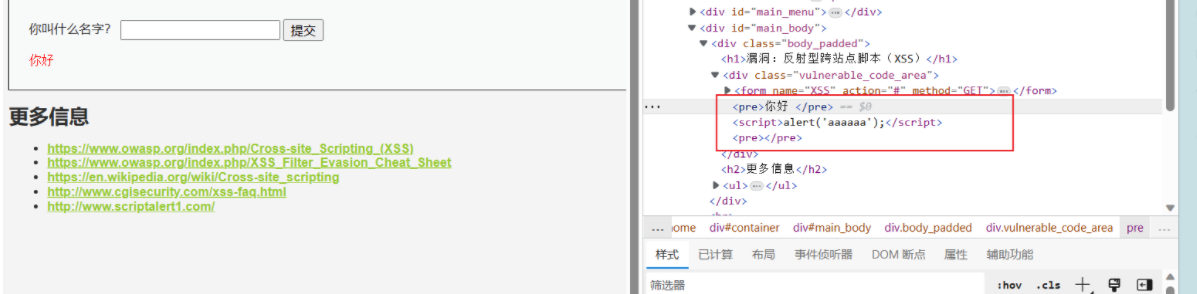 你叫什么名字? 提交
你好
更多信息
https://www.owasp.org/index.php/Cross-site_Scripting_(XSS)
https://www.owasp.org/index.php/XSS_Filter_Evasion_Cheat_Sheet
https://en.wikipedia.org/wiki/Cross-site_scripting
http://www.cgisecurity.com/xss-faq.html
http://www.scriptalert1.com/
<div id="main_menu">…</div>
<div id="main_body">
<div class="body_padded">
<h1>漏洞: 反射型跨站点脚本 (XSS)</h1>
<div class="vulnerable_code_area">
<form name="XSS" action="#" method="GET">…</form>
… <pre>你好 </pre> == $0
<script>alert('aaaaaa');</script>
<pre></pre>
</div>
<h2>更多信息</h2>
<ul>…</ul>
</div>
… ome div#container div#main_body div.body_padded div.vulnerable_code_area pre …
样式 已计算 布局 事件侦听器 DOM 断点 属性 辅助功能
筛选器 :hov .cls